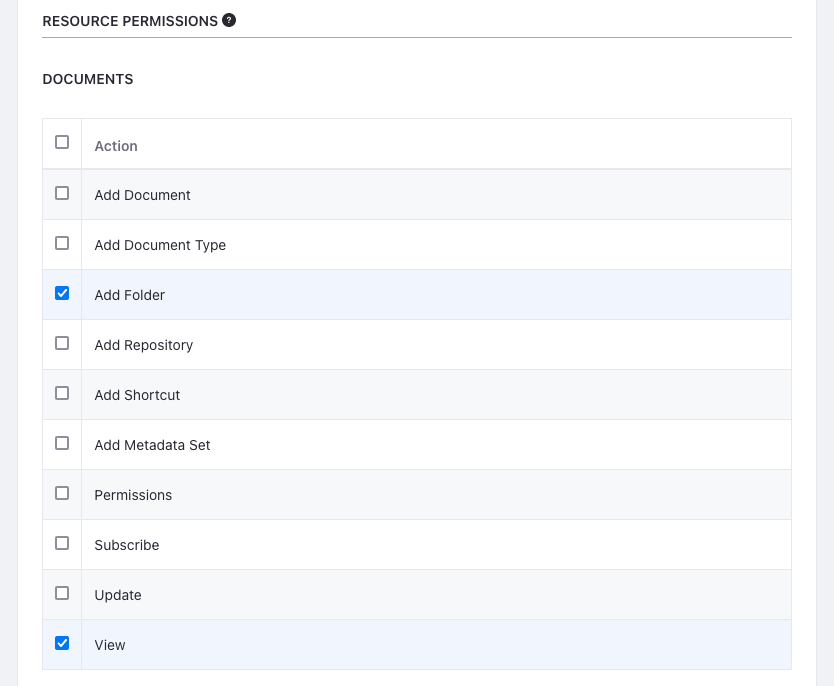 RESOURCE PERMISSIONS ?
DOCUMENTS
Action
Add Document
Add Document Type
Add Folder
Add Repository
Add Shortcut
Add Metadata Set
Permissions
Subscribe
Update
View